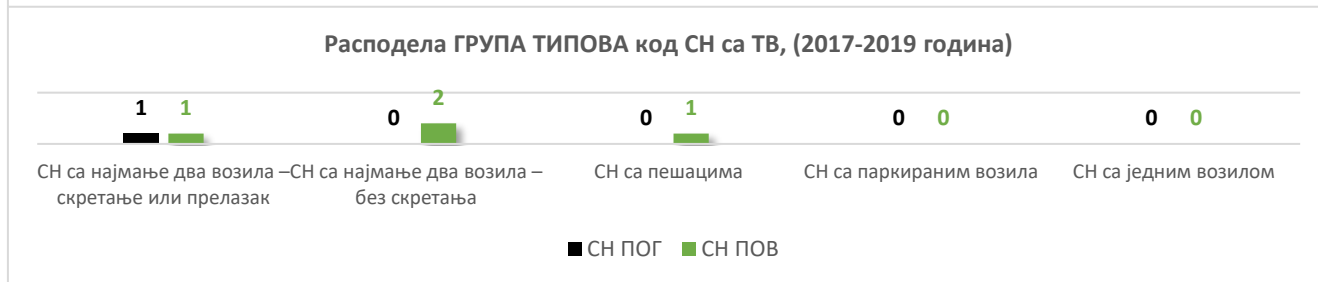 Расподела ГРУПА ТИПОВА код СН са ТВ, (2017-2019 година)
1 1 0 2 0 1 0 0 0 0
СН са најмање два возила – скретање или прелазак
СН са најмање два возила – без скретања
СН са пешацима
СН са паркираним возила
СН са једним возилом
СН ПОГ СН ПОВ